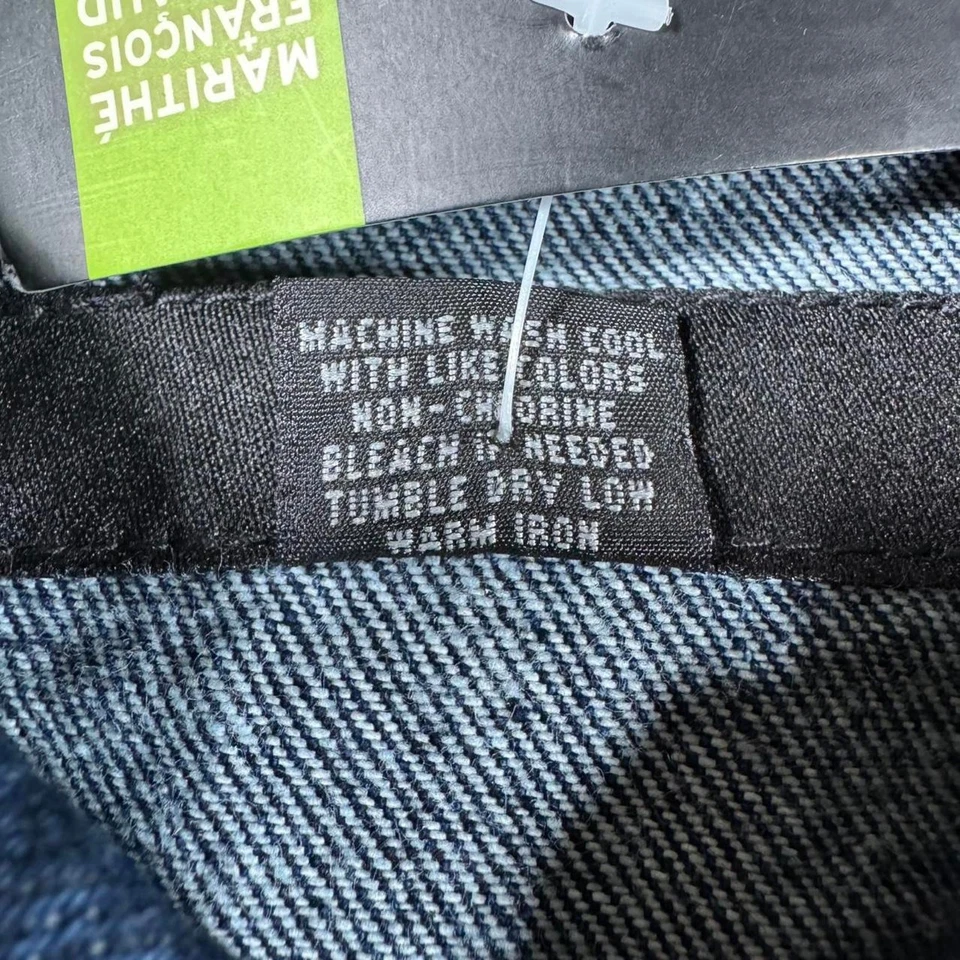 MARITHÉ
+
FRANÇOIS
MACHINE WASH COOL
WITH LIKE COLORS
NON-CHLORINE
BLEACH IF NEEDED
TUMBLE DRY LOW
WARM IRON